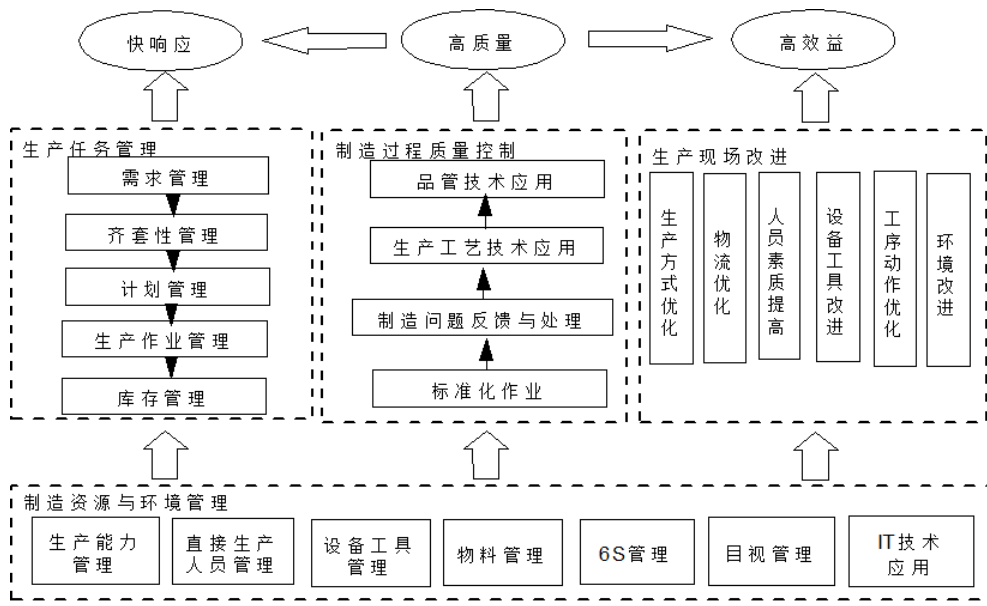 快响应
高质量
高效益
生产任务管理
需求管理
齐套性管理
计划管理
生产作业管理
库存管理
制造过程质量控制
品管技术应用
生产工艺技术应用
制造问题反馈与处理
标准化作业
生产现场改进
生产方式优化
物流优化
人员素质提高
设备工具改进
工序动作优化
环境改进
制造资源与环境管理
生产能力
管理
直接生产
人员管理
设备工具
管理
物料管理
6S管理
目视管理
IT技术
应用